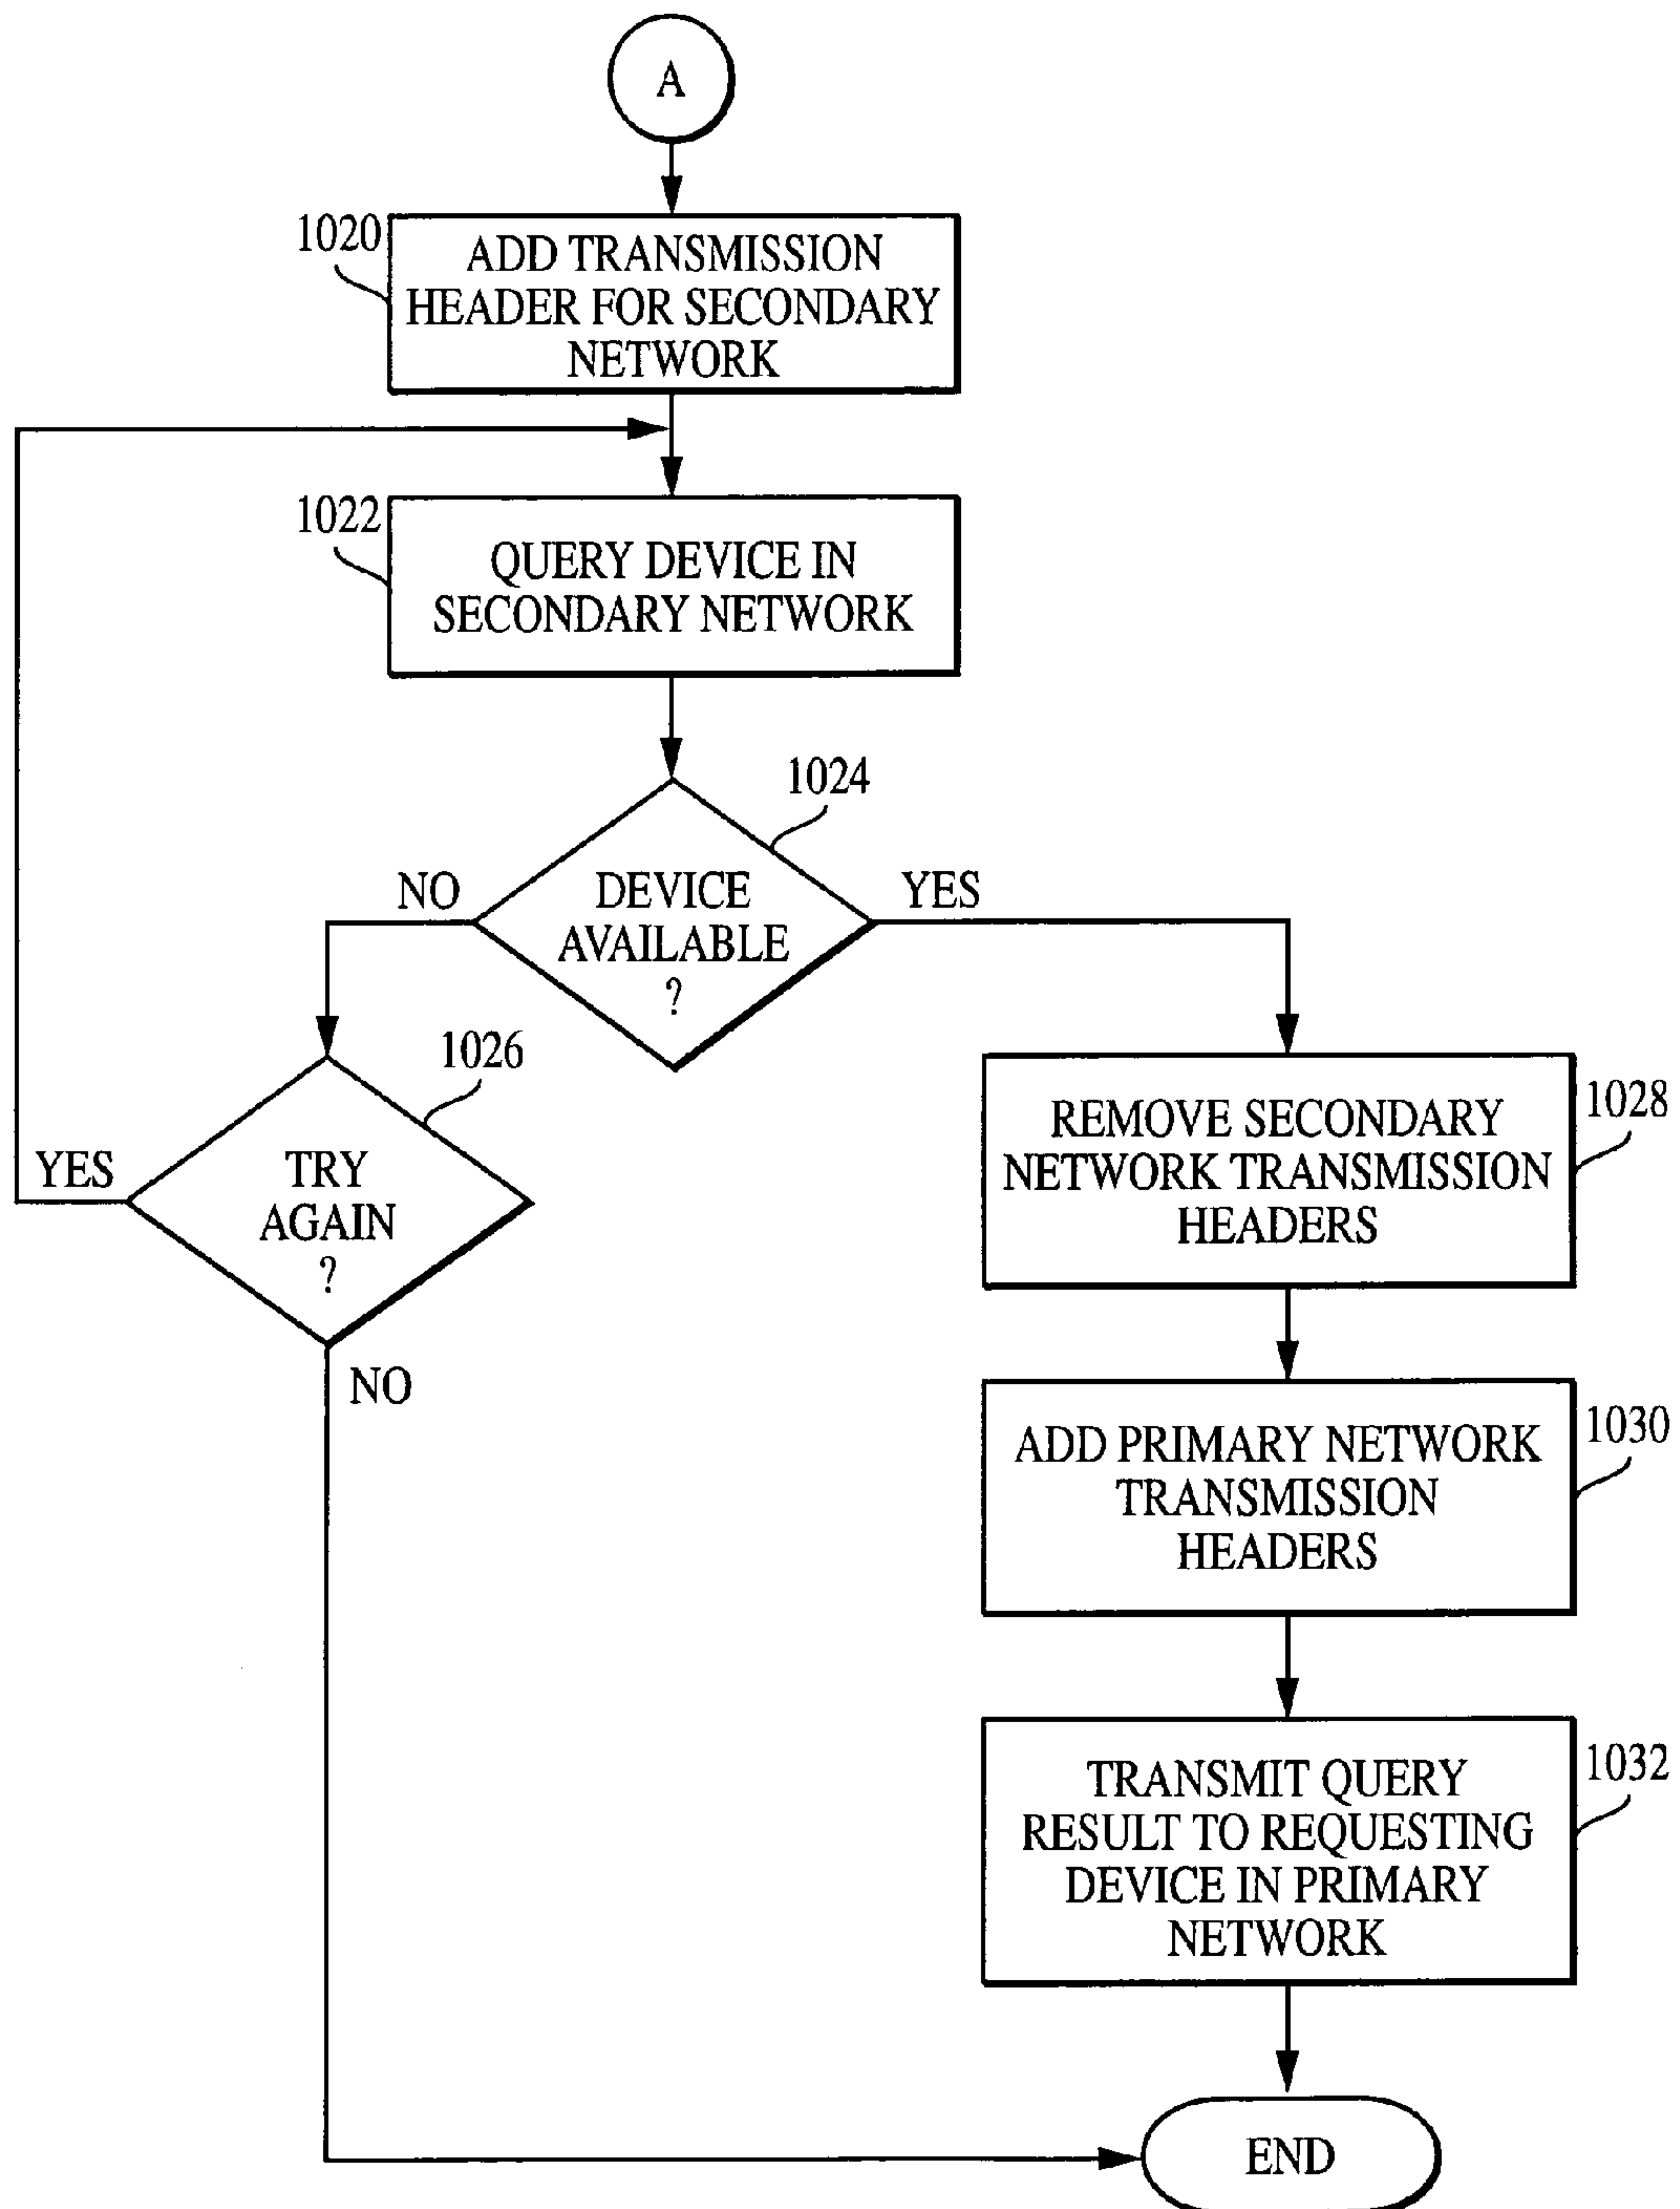 A
1020
ADD TRANSMISSION
HEADER FOR SECONDARY
NETWORK
1022
QUERY DEVICE IN
SECONDARY NETWORK
1024
NO
DEVICE
AVAILABLE
?
YES
1026
YES
TRY
AGAIN
?
NO
REMOVE SECONDARY
NETWORK TRANSMISSION
HEADERS
1028
ADD PRIMARY NETWORK
TRANSMISSION
HEADERS
1030
TRANSMIT QUERY
RESULT TO REQUESTING
DEVICE IN PRIMARY
NETWORK
1032
END